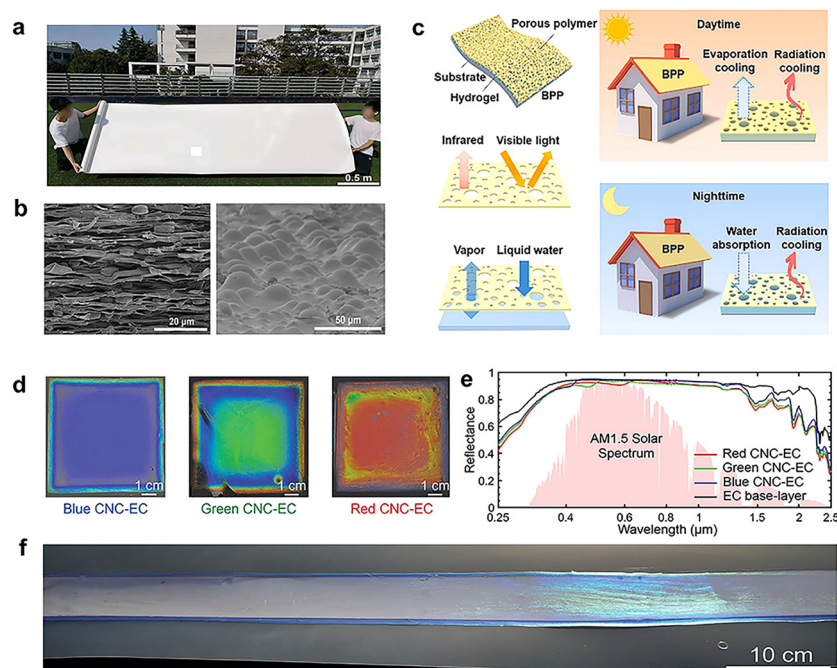 a
0.5 m
b
20 μm
50 μm
c
Porous polymer
Substrate
Hydrogel
BPP
Infrared
Visible light
Vapor
Liquid water
Daytime
Evaporation
cooling
Radiation
cooling
BPP
Nighttime
Water
absorption
Radiation
cooling
BPP
d
1 cm
1 cm
1 cm
Blue CNC-EC
Green CNC-EC
Red CNC-EC
e
Reflectance
1
0.8
0.6
0.4
0.2
0
AM1.5 Solar
Spectrum
Red CNC-EC
Green CNC-EC
Blue CNC-EC
EC base-layer
0.25
0.4
0.6
1
1.5
2
2.5
Wavelength (μm)
f
10 cm